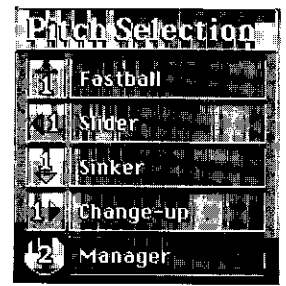 Pitch Selection
1 Fastball
1 Slider
1 Sinker
1 Change-up
2 Manager